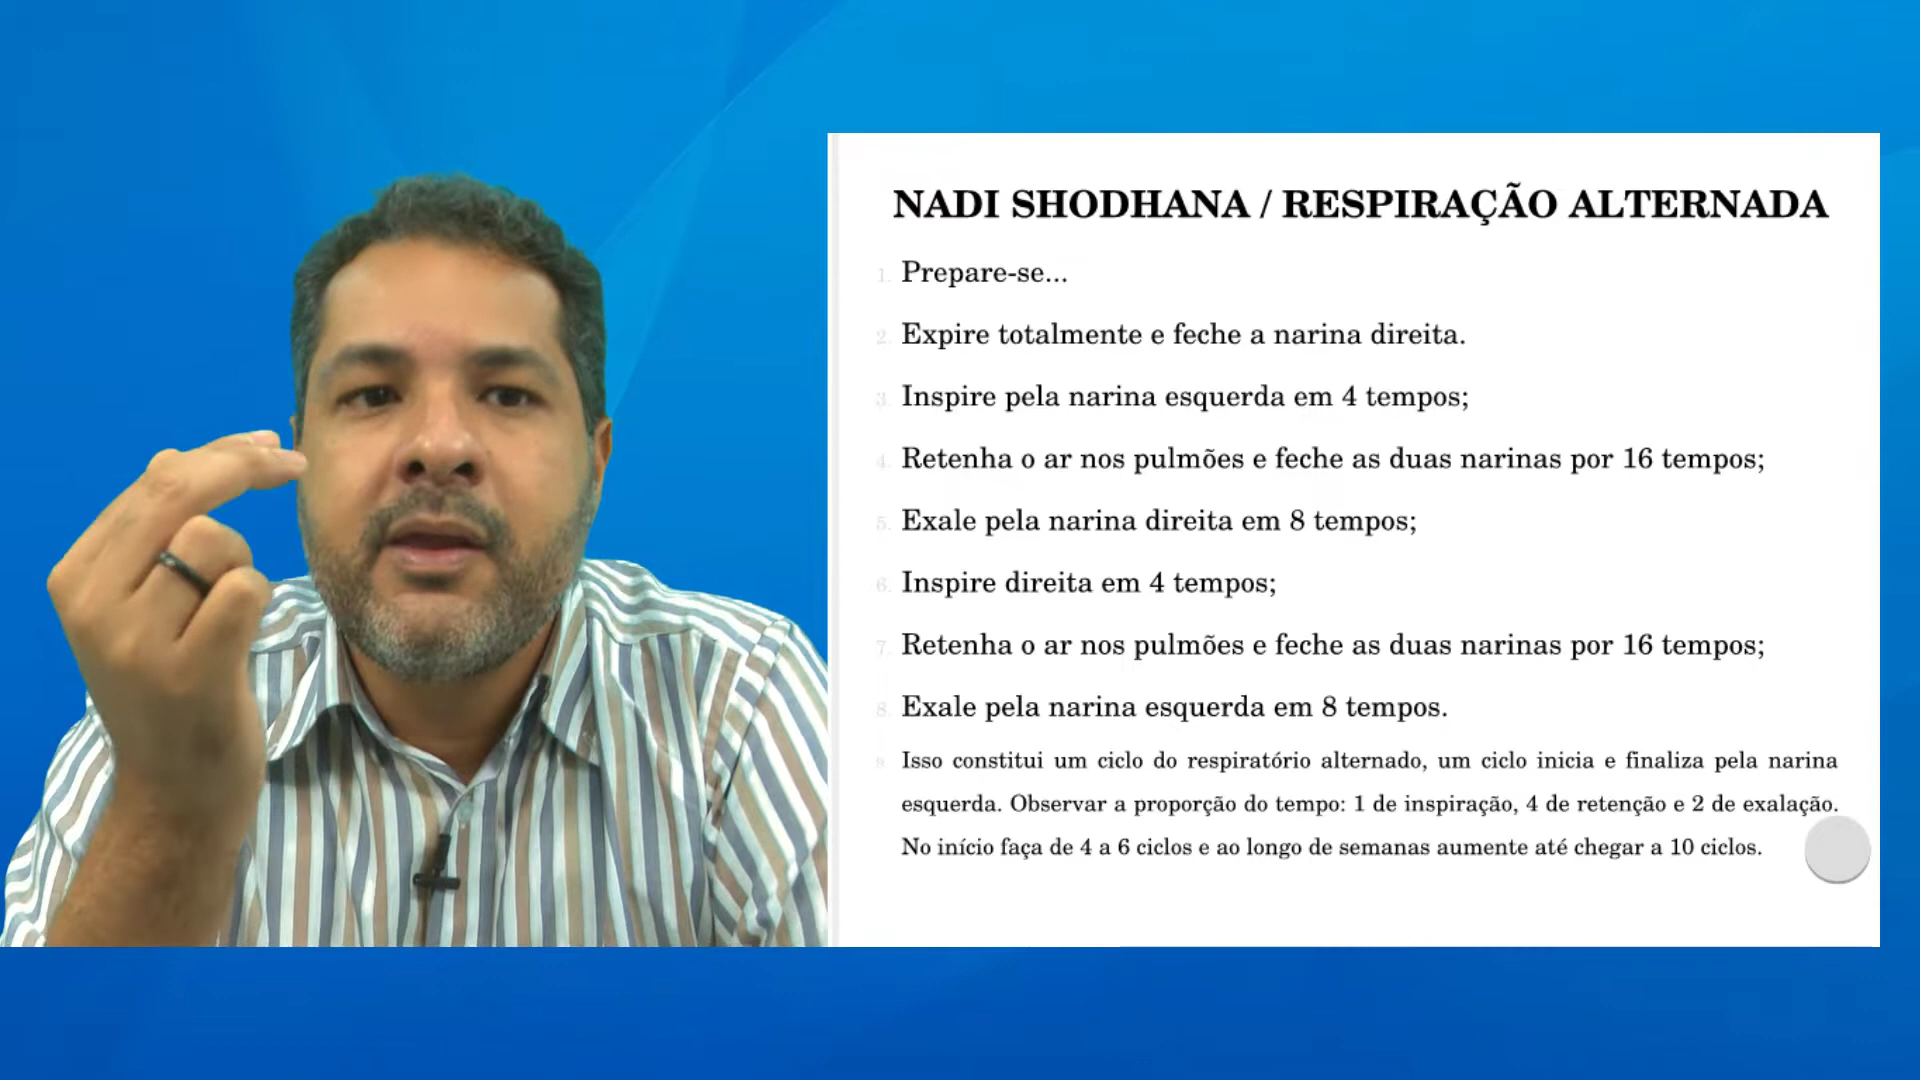 NADI SHODHANA / RESPIRAÇÃO ALTERNADA
1. Prepare-se...
2. Expire totalmente e feche a narina direita.
3. Inspire pela narina esquerda em 4 tempos;
4. Retenha o ar nos pulmões e feche as duas narinas por 16 tempos;
5. Exale pela narina direita em 8 tempos;
6. Inspire direita em 4 tempos;
7. Retenha o ar nos pulmões e feche as duas narinas por 16 tempos;
8. Exale pela narina esquerda em 8 tempos.
9. Isso constitui um ciclo do respiratório alternado, um ciclo inicia e finaliza pela narina
esquerda. Observar a proporção do tempo: 1 de inspiração, 4 de retenção e 2 de exalação.
No início faça de 4 a 6 ciclos e ao longo de semanas aumente até chegar a 10 ciclos.